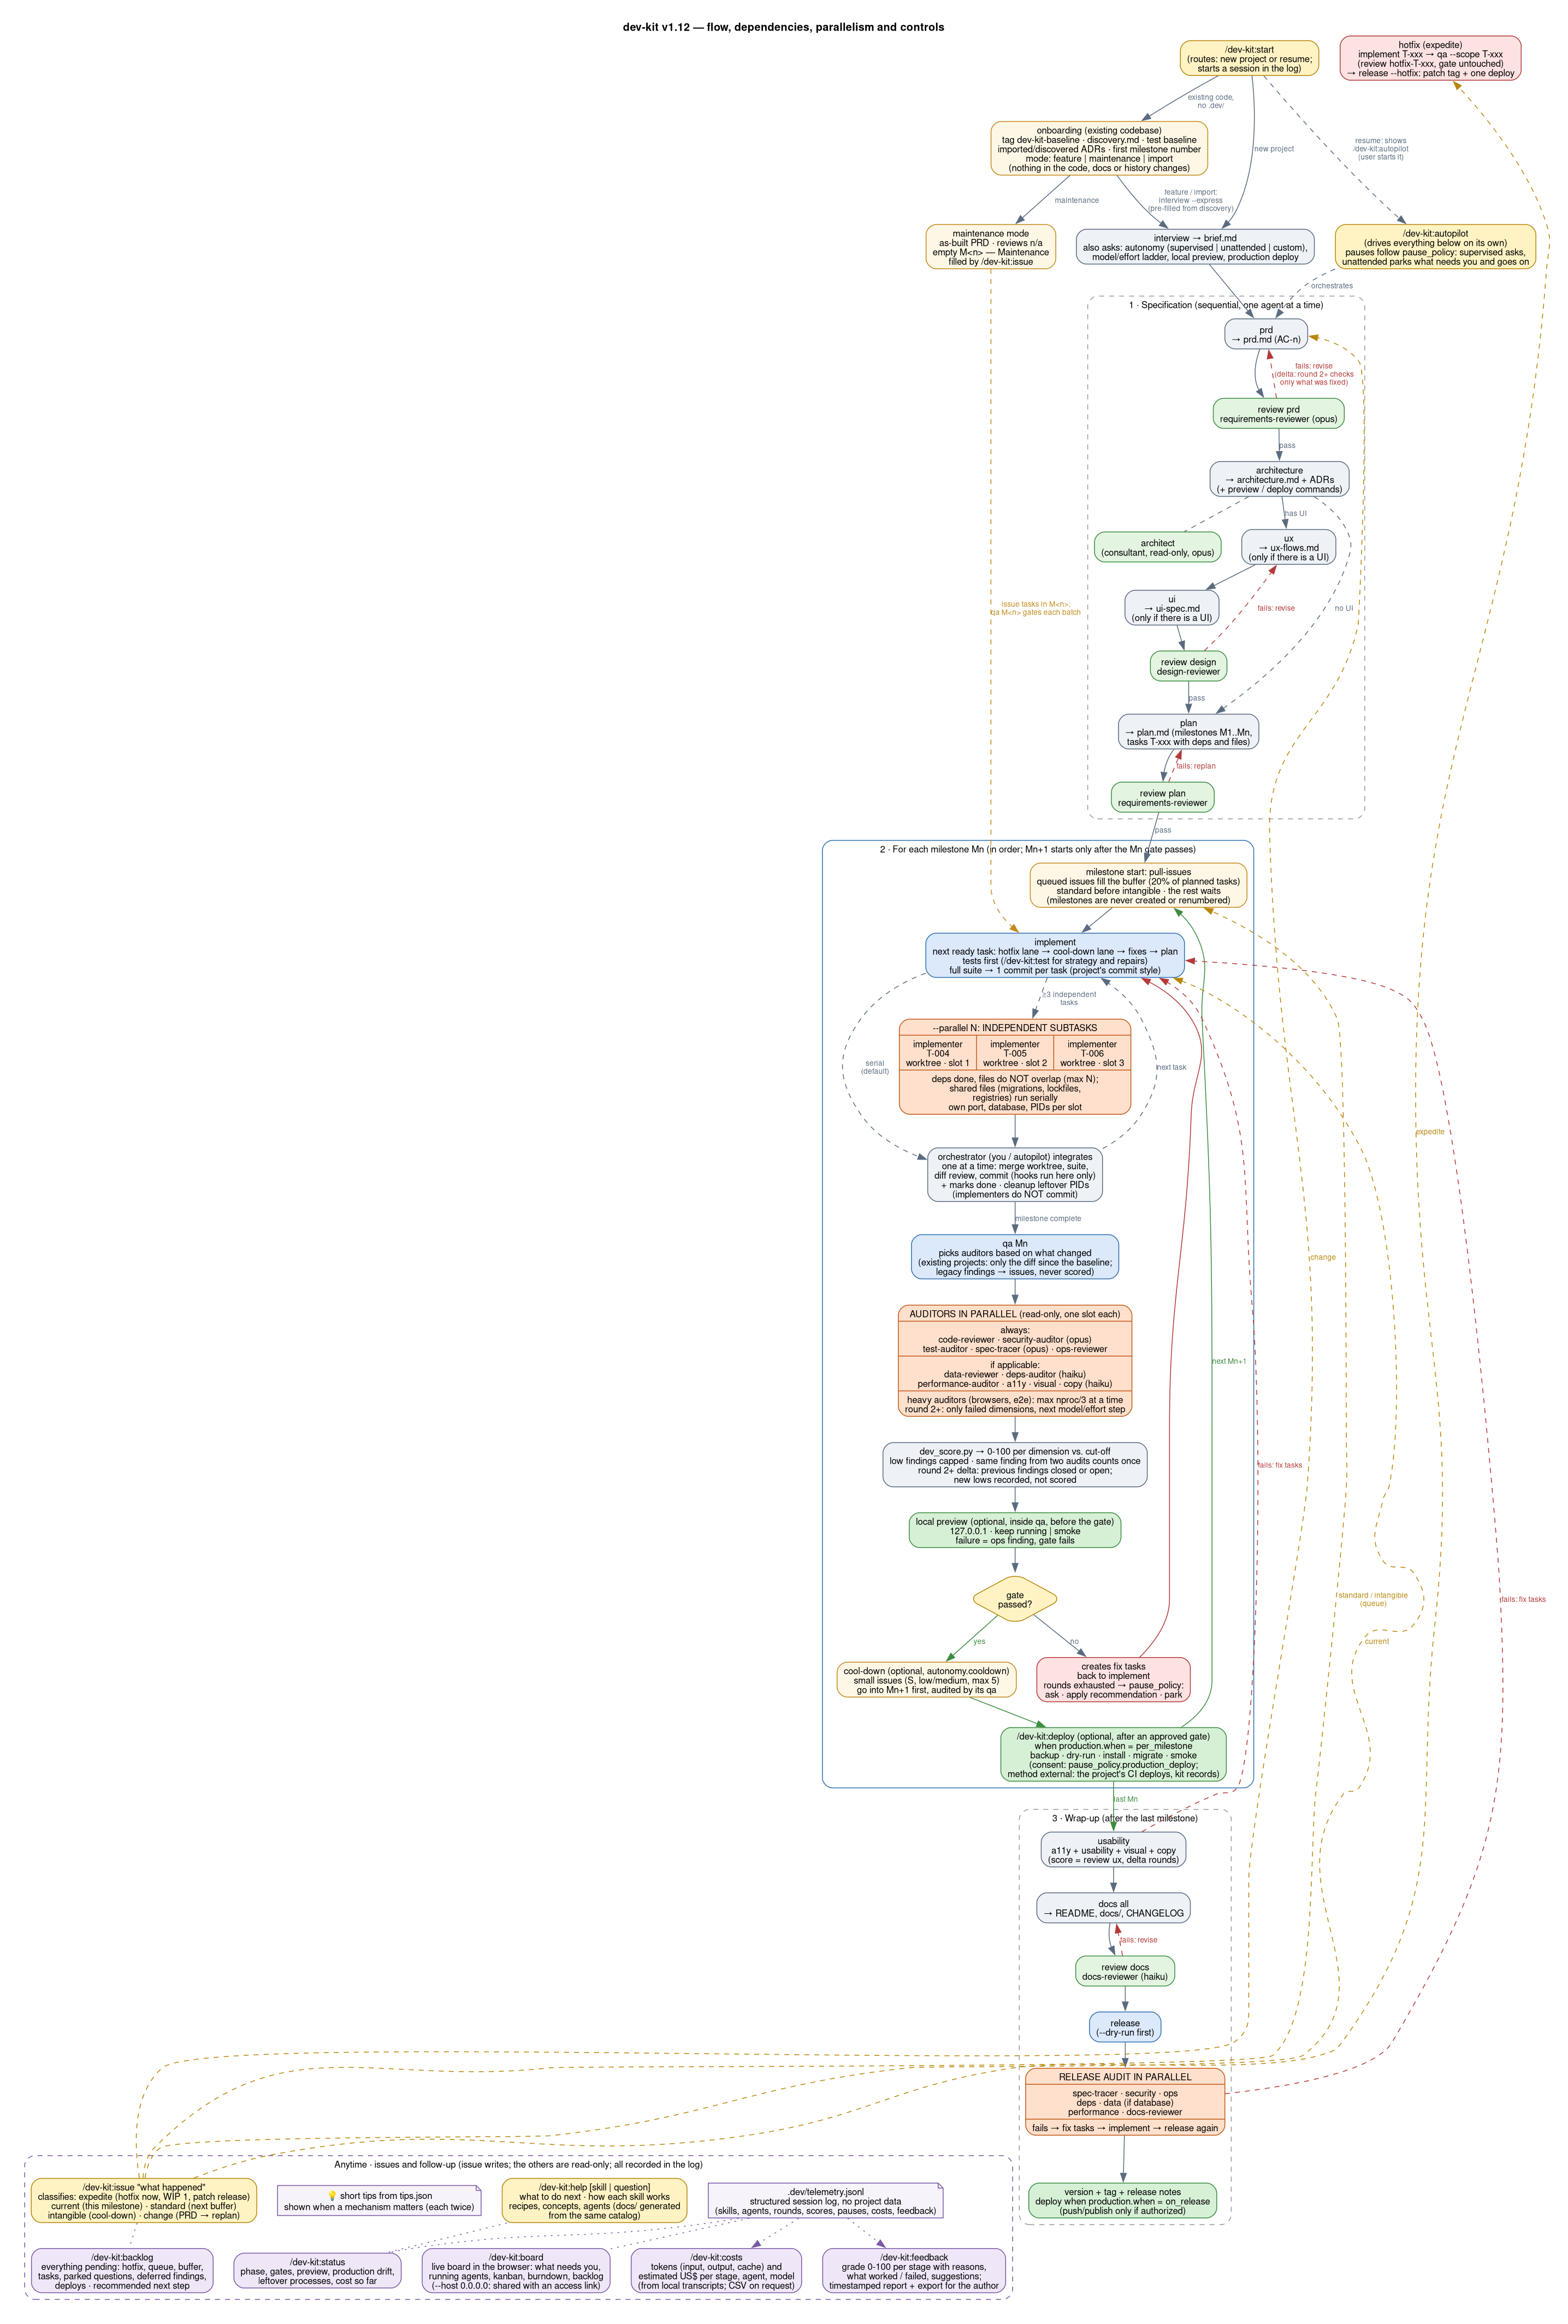 dev-kit v1.12 — flow, dependencies, parallelism and controls
/dev-kit:start
(routes: new project or resume;
starts a session in the log)
hotfix (expedite)
implement T-xxx → qa --scope T-xxx
(review hotfix-T-xxx, gate untouched)
→ release --hotfix: patch tag + one deploy
existing code,
no .dev/
onboarding (existing codebase)
tag dev-kit-baseline · discovery.md · test baseline
imported/discovered ADRs · first milestone number
mode: feature | maintenance | import
(nothing in the code, docs or history changes)
new project
resume: shows
/dev-kit:autopilot
(user starts it)
maintenance
feature / import:
interview --express
(pre-filled from discovery)
maintenance mode
as-built PRD · reviews n/a
empty M<n> — Maintenance
filled by /dev-kit:issue
interview → brief.md
also asks: autonomy (supervised | unattended | custom),
model/effort ladder, local preview, production deploy
/dev-kit:autopilot
(drives everything below on its own)
pauses follow pause_policy: supervised asks,
unattended parks what needs you and goes on
orchestrates
1 · Specification (sequential, one agent at a time)
prd
→ prd.md (AC-n)
fails: revise
(delta: round 2+ checks
only what was fixed)
review prd
requirements-reviewer (opus)
pass
architecture
→ architecture.md + ADRs
(+ preview / deploy commands)
has UI
architect
(consultant, read-only, opus)
ux
→ ux-flows.md
(only if there is a UI)
ui
→ ui-spec.md
(only if there is a UI)
fails: revise
no UI
issue tasks in M<n>:
qa M<n> gates each batch
review design
design-reviewer
pass
plan
→ plan.md (milestones M1..Mn,
tasks T-xxx with deps and files)
fails: replan
review plan
requirements-reviewer
pass
2 · For each milestone Mn (in order; Mn+1 starts only after the Mn gate passes)
milestone start: pull-issues
queued issues fill the buffer (20% of planned tasks)
standard before intangible · the rest waits
(milestones are never created or renumbered)
implement
next ready task: hotfix lane → cool-down lane → fixes → plan
tests first (/dev-kit:test for strategy and repairs)
full suite → 1 commit per task (project's commit style)
≥3 independent
tasks
--parallel N: INDEPENDENT SUBTASKS
implementer
T-004
worktree · slot 1
implementer
T-005
worktree · slot 2
implementer
T-006
worktree · slot 3
deps done, files do NOT overlap (max N);
shared files (migrations, lockfiles,
registries) run serially
own port, database, PIDs per slot
serial
(default)
next task
orchestrator (you / autopilot) integrates
one at a time: merge worktree, suite,
diff review, commit (hooks run here only)
+ marks done · cleanup leftover PIDs
(implementers do NOT commit)
expedite
milestone complete
qa Mn
picks auditors based on what changed
(existing projects: only the diff since the baseline;
legacy findings → issues, never scored)
change
AUDITORS IN PARALLEL (read-only, one slot each)
always:
code-reviewer · security-auditor (opus)
test-auditor · spec-tracer (opus) · ops-reviewer
if applicable:
data-reviewer · deps-auditor (haiku)
performance-auditor · a11y · visual · copy (haiku)
heavy auditors (browsers, e2e): max nproc/3 at a time
round 2+: only failed dimensions, next model/effort step
next Mn+1
dev_score.py → 0-100 per dimension vs. cut-off
low findings capped · same finding from two audits counts once
round 2+ delta: previous findings closed or open;
new lows recorded, not scored
fails: fix tasks
local preview (optional, inside qa, before the gate)
127.0.0.1 · keep running | smoke
failure = ops finding, gate fails
gate
passed?
standard / intangible
(queue)
fails: fix tasks
yes
no
current
cool-down (optional, autonomy.cooldown)
small issues (S, low/medium, max 5)
go into Mn+1 first, audited by its qa
creates fix tasks
back to implement
rounds exhausted → pause_policy:
ask · apply recommendation · park
/dev-kit:deploy (optional, after an approved gate)
when production.when = per_milestone
backup · dry-run · install · migrate · smoke
(consent: pause_policy.production_deploy;
method external: the project's CI deploys, kit records)
last Mn
3 · Wrap-up (after the last milestone)
usability
a11y + usability + visual + copy
(score = review ux, delta rounds)
docs all
→ README, docs/, CHANGELOG
fails: revise
review docs
docs-reviewer (haiku)
release
(--dry-run first)
RELEASE AUDIT IN PARALLEL
spec-tracer · security · ops
deps · data (if database)
performance · docs-reviewer
fails → fix tasks → implement → release again
version + tag + release notes
deploy when production.when = on_release
(push/publish only if authorized)
Anytime · issues and follow-up (issue writes; the others are read-only; all recorded in the log)
/dev-kit:issue "what happened"
classifies: expedite (hotfix now, WIP 1, patch release)
current (this milestone) · standard (next buffer)
intangible (cool-down) · change (PRD → replan)
💡 short tips from tips.json
shown when a mechanism matters (each twice)
/dev-kit:help [skill | question]
what to do next · how each skill works
recipes, concepts, agents (docs/ generated
from the same catalog)
.dev/telemetry.jsonl
structured session log, no project data
(skills, agents, rounds, scores, pauses, costs, feedback)
/dev-kit:backlog
everything pending: hotfix, queue, buffer,
tasks, parked questions, deferred findings,
deploys · recommended next step
/dev-kit:status
phase, gates, preview, production drift,
leftover processes, cost so far
/dev-kit:board
live board in the browser: what needs you,
running agents, kanban, burndown, backlog
(--host 0.0.0.0: shared with an access link)
/dev-kit:costs
tokens (input, output, cache) and
estimated US$ per stage, agent, model
(from local transcripts; CSV on request)
/dev-kit:feedback
grade 0-100 per stage with reasons,
what worked / failed, suggestions;
timestamped report + export for the author